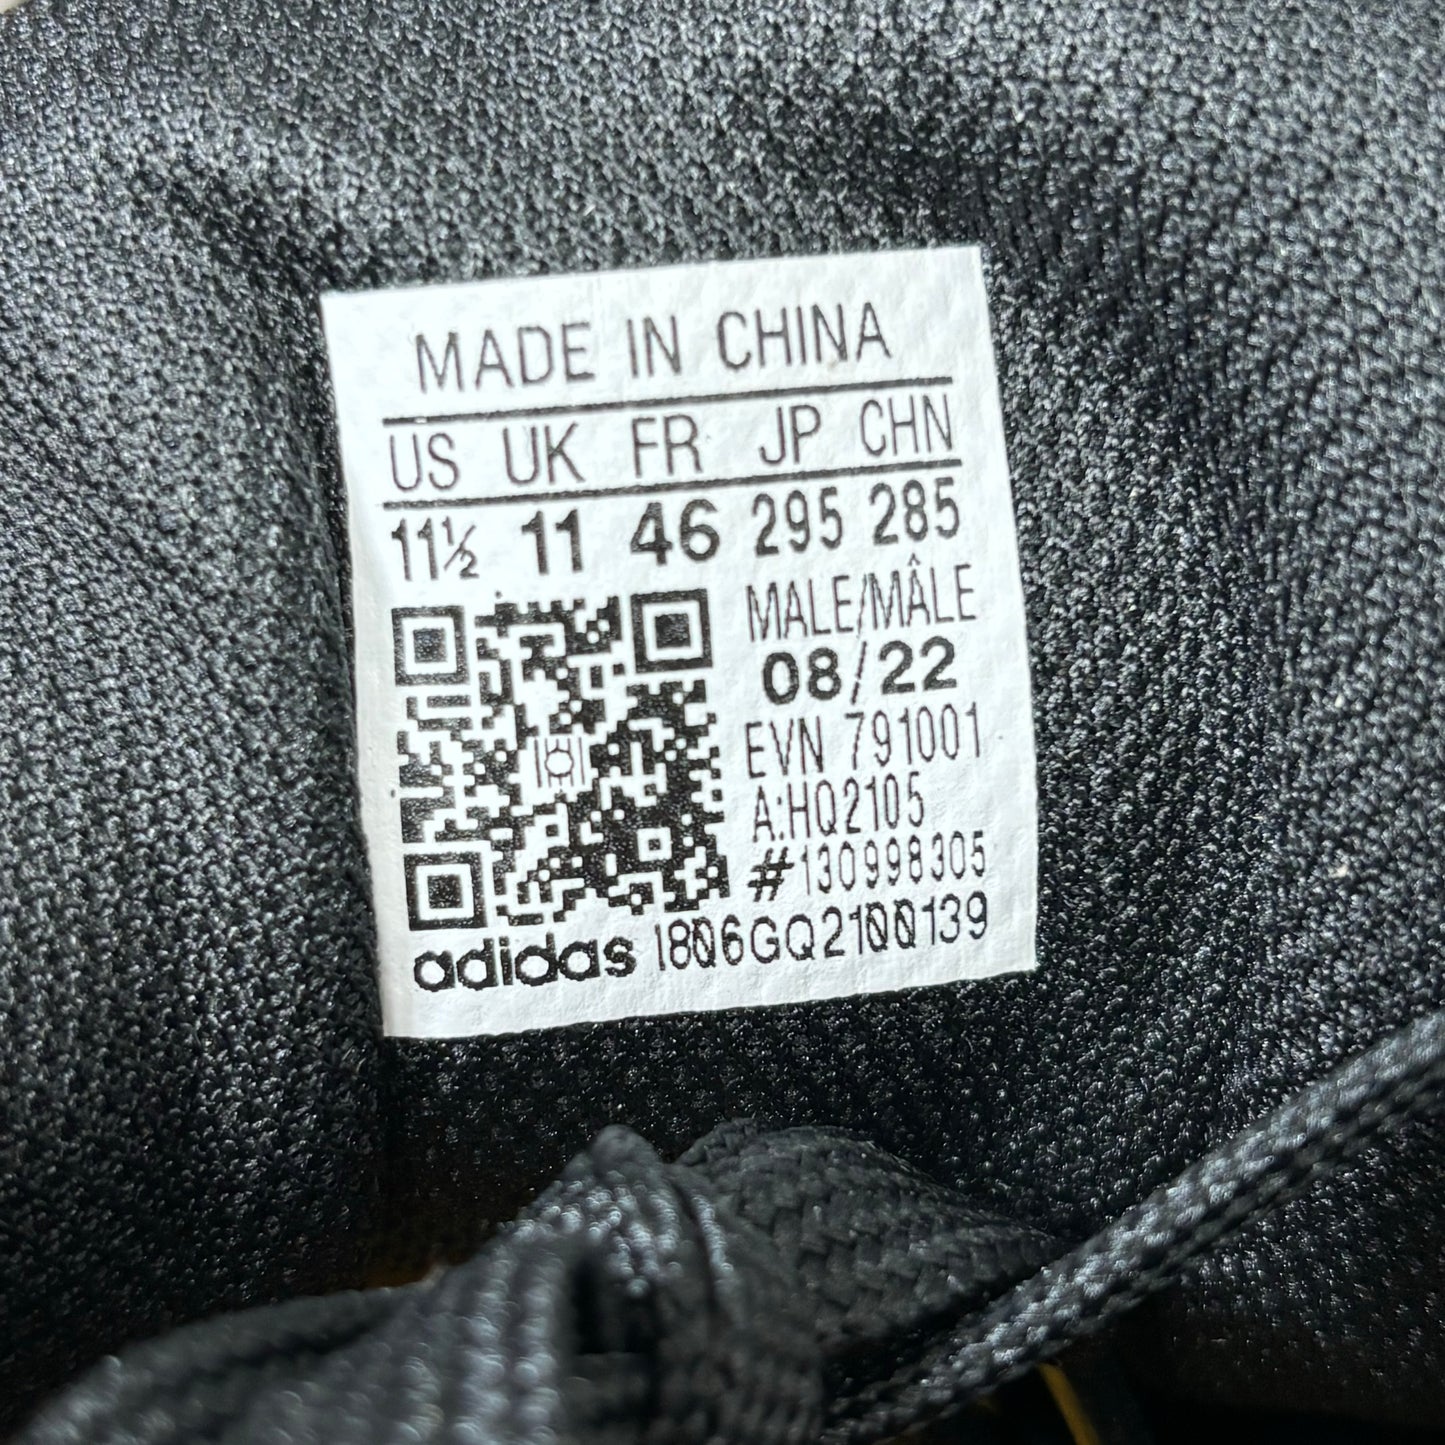 MADE IN CHINA
US UK FR JP CHN
11½ 11 46 295 285
MALE/MÂLE
08/22
EVN 791001
A:HQ2105
#130998305
adidas 1806GQ2100139